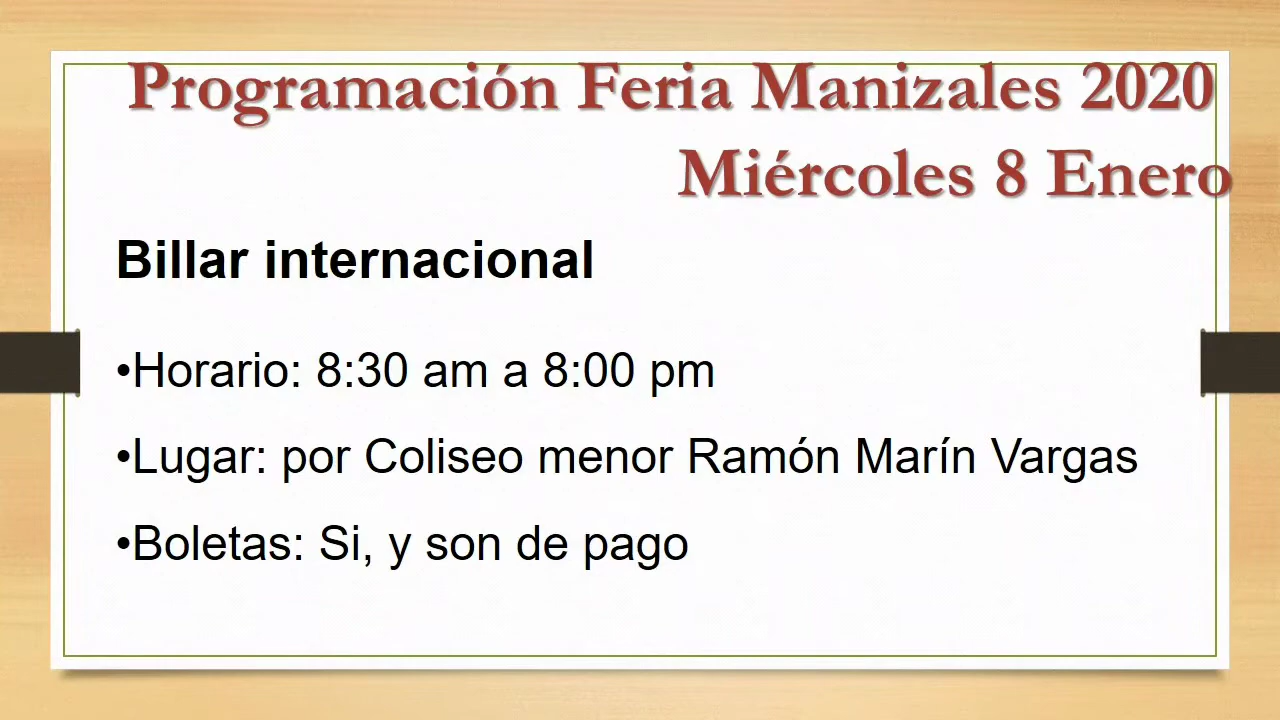 Programación Feria Manizales 2020
Miércoles 8 Enero
Billar internacional
•Horario: 8:30 am a 8:00 pm
•Lugar: por Coliseo menor Ramón Marín Vargas
•Boletas: Si, y son de pago